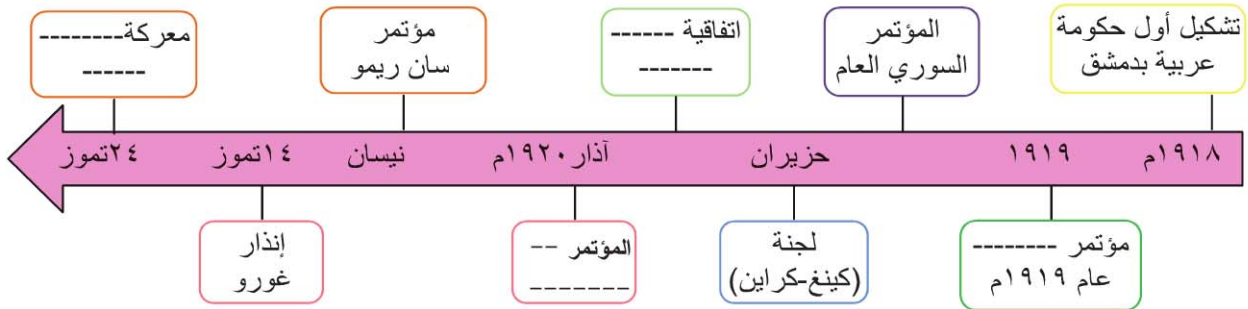 تشكيل أول حكومة
عربية بدمشق
المؤتمر
السوري العام
اتفاقية ------
-------
مؤتمر
سان ريمو
معركة--------
------
١٩١٨م
١٩١٩
حزيران
آذار ١٩٢٠م
نيسان
١٤تموز
٢٤تموز
مؤتمر --------
عام ١٩١٩م
لجنة
(كينغ-كراين)
المؤتمر --
-------
إنذار
غورو